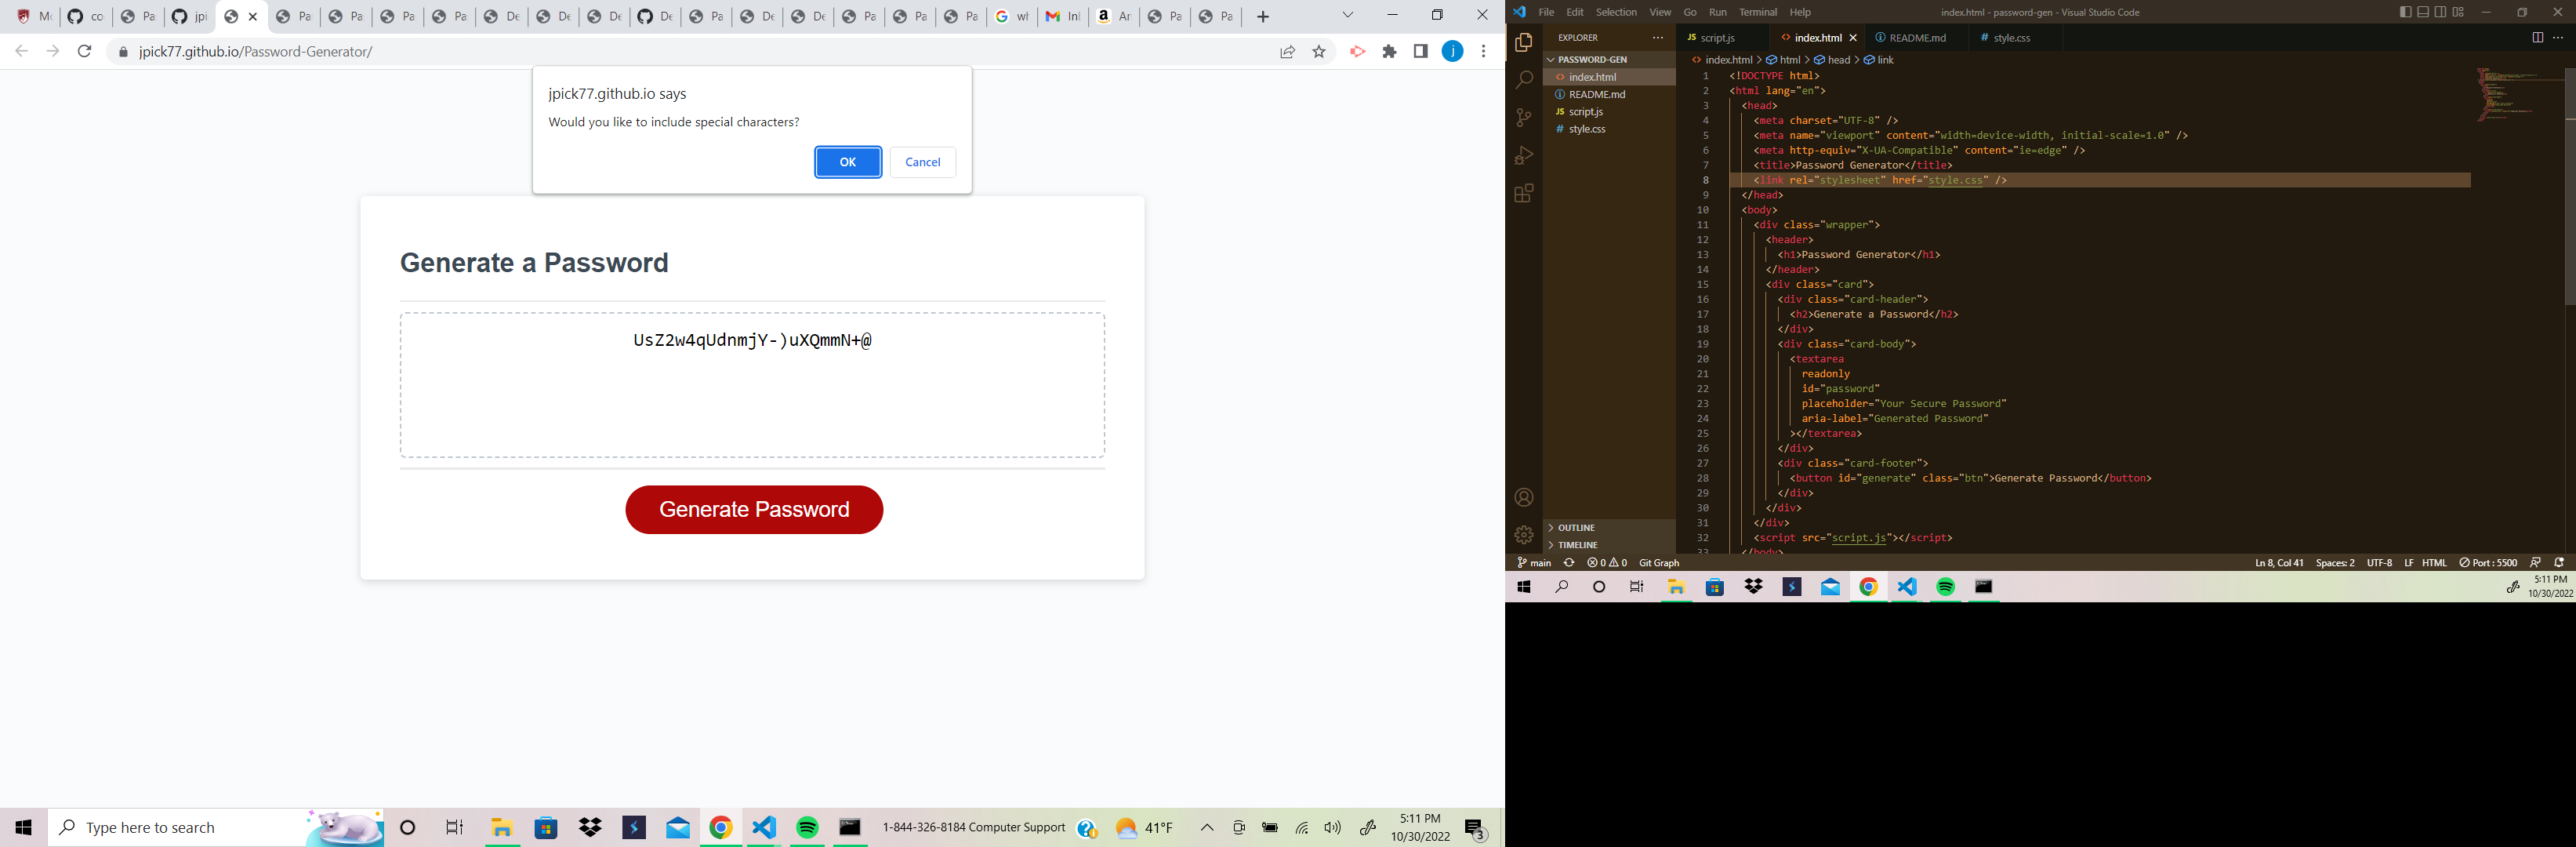 Mo
co
Pa
jpi
Pa
Pa
Pa
Pa
De
De
De
De
Pa
De
De
Pa
Pa
Pa
wh
Inl
Ar
Pa
Pa
jpick77.github.io/Password-Generator/
j
jpick77.github.io says
Would you like to include special characters?
OK
Cancel
Generate a Password
UsZ2w4qUdnmjY-)uXQmmN+@
Generate Password
Type here to search
1-844-326-8184 Computer Support
41°F
5:11 PM
10/30/2022
3
File Edit Selection View Go Run Terminal Help
index.html - password-gen - Visual Studio Code
EXPLORER
PASSWORD-GEN
<> index.html
README.md
JS script.js
# style.css
OUTLINE
TIMELINE
JS script.js
<> index.html
README.md
# style.css
<> index.html > html > head > link
1 <!DOCTYPE html>
2 <html lang="en">
3 <head>
4 <meta charset="UTF-8" />
5 <meta name="viewport" content="width=device-width, initial-scale=1.0" />
6 <meta http-equiv="X-UA-Compatible" content="ie=edge" />
7 <title>Password Generator</title>
8 <link rel="stylesheet" href="style.css" />
9 </head>
10 <body>
11 <div class="wrapper">
12 <header>
13 <h1>Password Generator</h1>
14 </header>
15 <div class="card">
16 <div class="card-header">
17 <h2>Generate a Password</h2>
18 </div>
19 <div class="card-body">
20 <textarea
21 readonly
22 id="password"
23 placeholder="Your Secure Password"
24 aria-label="Generated Password"
25 ></textarea>
26 </div>
27 <div class="card-footer">
28 <button id="generate" class="btn">Generate Password</button>
29 </div>
30 </div>
31 </div>
32 <script src="script.js"></script>
33 </body>
main
0 0
Git Graph
Ln 8, Col 41
Spaces: 2
UTF-8
LF
HTML
Port : 5500
5:11 PM
10/30/2022